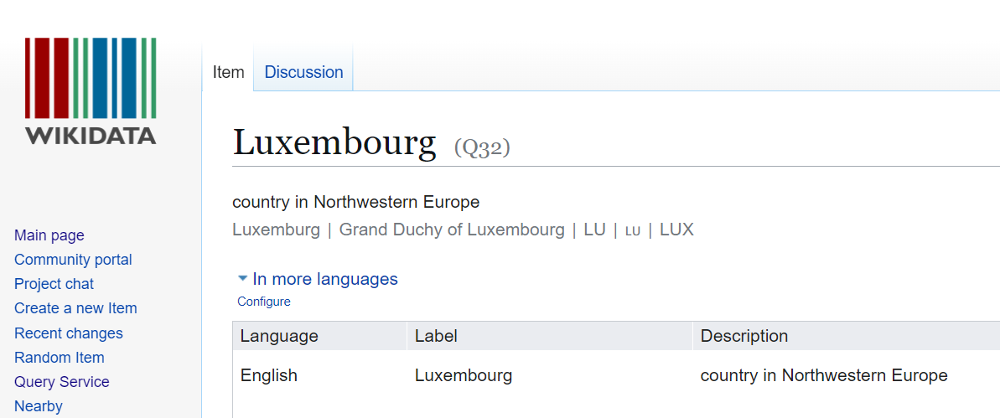 WIKIDATA
Main page
Community portal
Project chat
Create a new Item
Recent changes
Random Item
Query Service
Nearby
Item Discussion
Luxembourg (Q32)
country in Northwestern Europe
Luxemburg | Grand Duchy of Luxembourg | LU | ʟᴜ | LUX
In more languages
Configure
Language Label Description
English Luxembourg country in Northwestern Europe